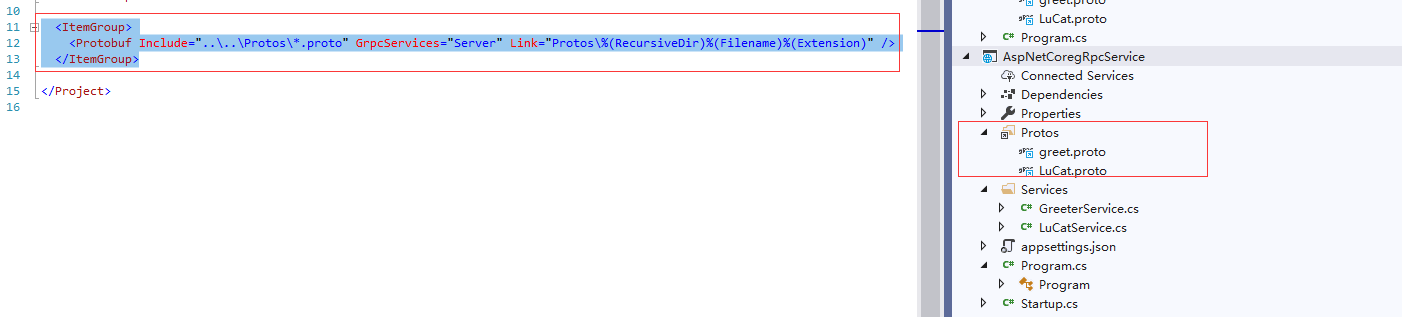 10
11 <ItemGroup>
12 <Protobuf Include="..\..\Protos\*.proto" GrpcServices="Server" Link="Protos\%(RecursiveDir)%(Filename)%(Extension)" />
13 </ItemGroup>
14
15 </Project>
16
greet.proto
LuCat.proto
C# Program.cs
AspNetCoregRpcService
Connected Services
Dependencies
Properties
Protos
greet.proto
LuCat.proto
Services
C# GreeterService.cs
C# LuCatService.cs
appsettings.json
C# Program.cs
Program
C# Startup.cs